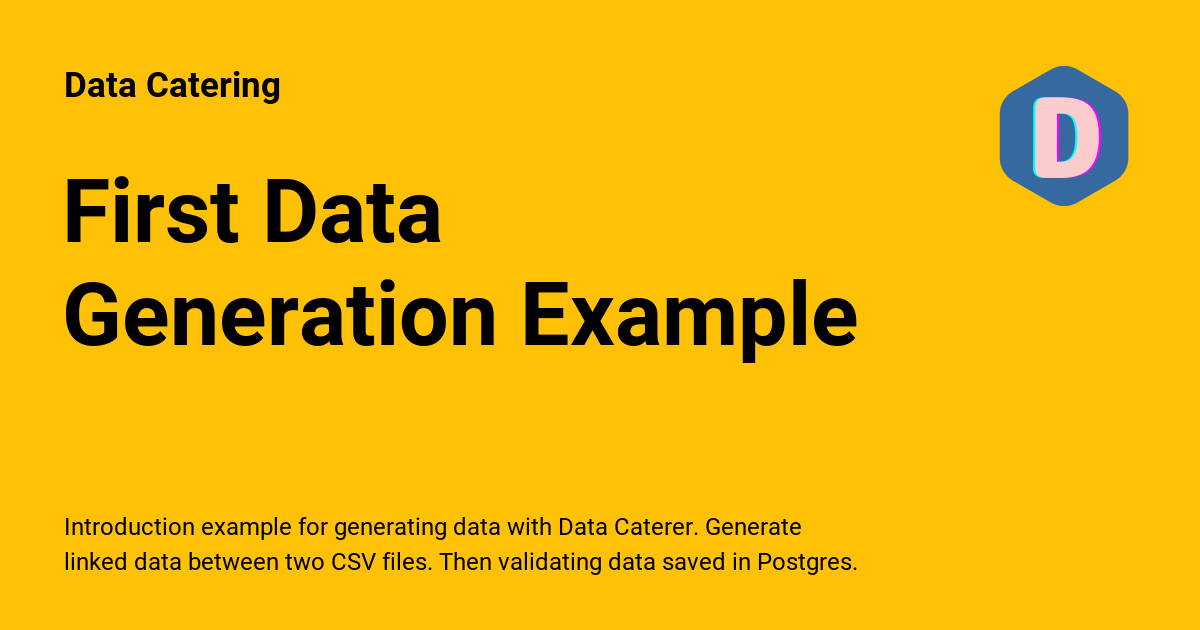 Data Catering
D
First Data
Generation Example
Introduction example for generating data with Data Caterer. Generate
linked data between two CSV files. Then validating data saved in Postgres.